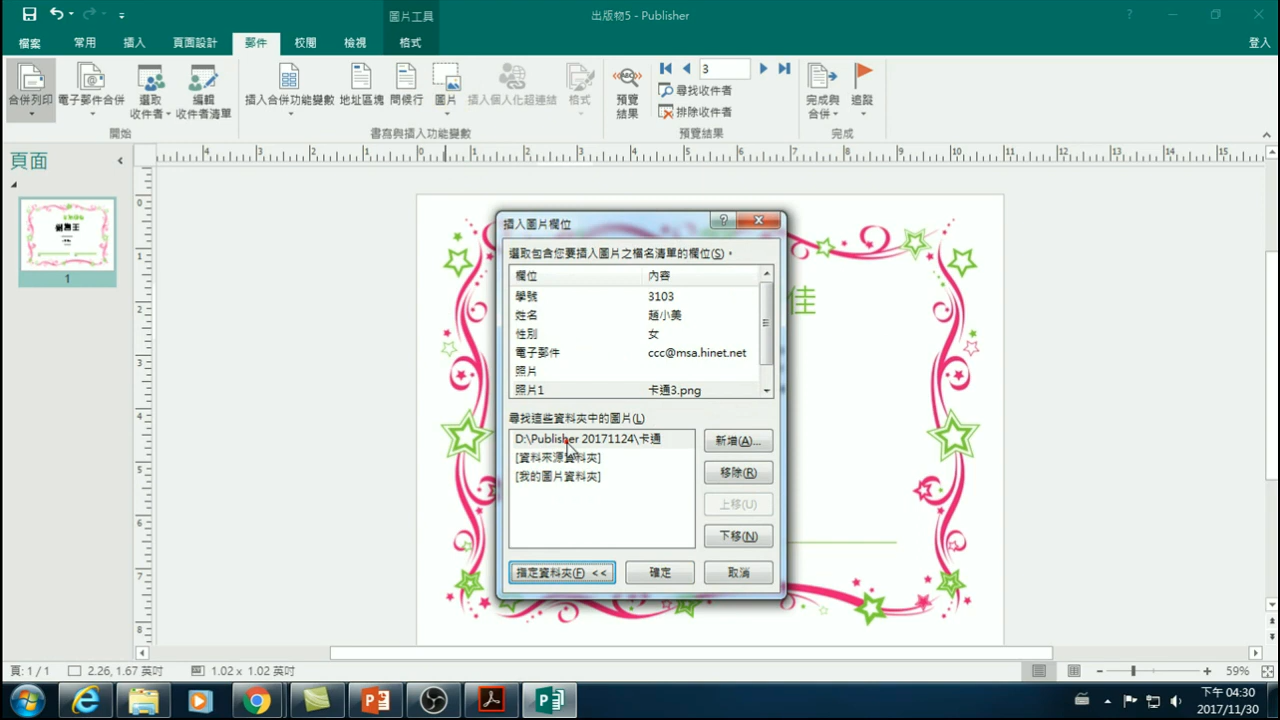 出版物5 - Publisher
圖片工具
檔案 常用 插入 頁面設計 郵件 校閱 檢視 格式
登入
合併列印 電子郵件合併 選取收件者 編輯收件者清單
開始
插入合併功能變數 地址區塊 問候行 圖片 插入個人化超連結 格式
書寫與插入功能變數
預覽結果
3
尋找收件者
排除收件者
預覽結果
完成與合併 追蹤
完成
頁面
1
插入圖片欄位
選取包含您要插入圖片之檔名清單的欄位(S)。
欄位 內容
學號 3103
姓名 趙小美
性別 女
電子郵件 ccc@msa.hinet.net
照片
照片1 卡通3.png
尋找這些資料夾中的圖片(L)
D:\Publisher 20171124\卡通
[資料來源資料夾]
[我的圖片資料夾]
新增(A)...
移除(R)
上移(U)
下移(N)
指定資料夾(F) <<
確定
取消
佳
頁: 1 / 1
2.26, 1.67 英吋
1.02 x 1.02 英吋
59%
下午 04:30
2017/11/30